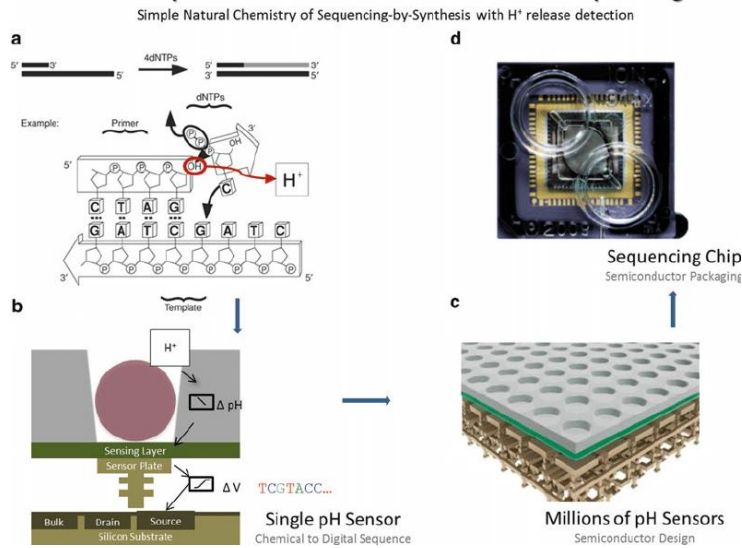 Simple Natural Chemistry of Sequencing-by-Synthesis with H⁺ release detection
a
5' 3' 5'
4dNTPs
5' 3'
3' 5'
Example:
Primer
dNTPs
P P P
3'
OH
5'
P P P P OH
H⁺
C
C T A G
G A T C G A T C
P P P P P P P
3' 5'
Template
b
H⁺
Δ pH
Sensing Layer
Sensor Plate
Δ V
TCGTACC...
Bulk Drain Source
Silicon Substrate
Single pH Sensor
Chemical to Digital Sequence
c
Millions of pH Sensors
Semiconductor Design
d
ION
Sequencing Chip
Semiconductor Packaging